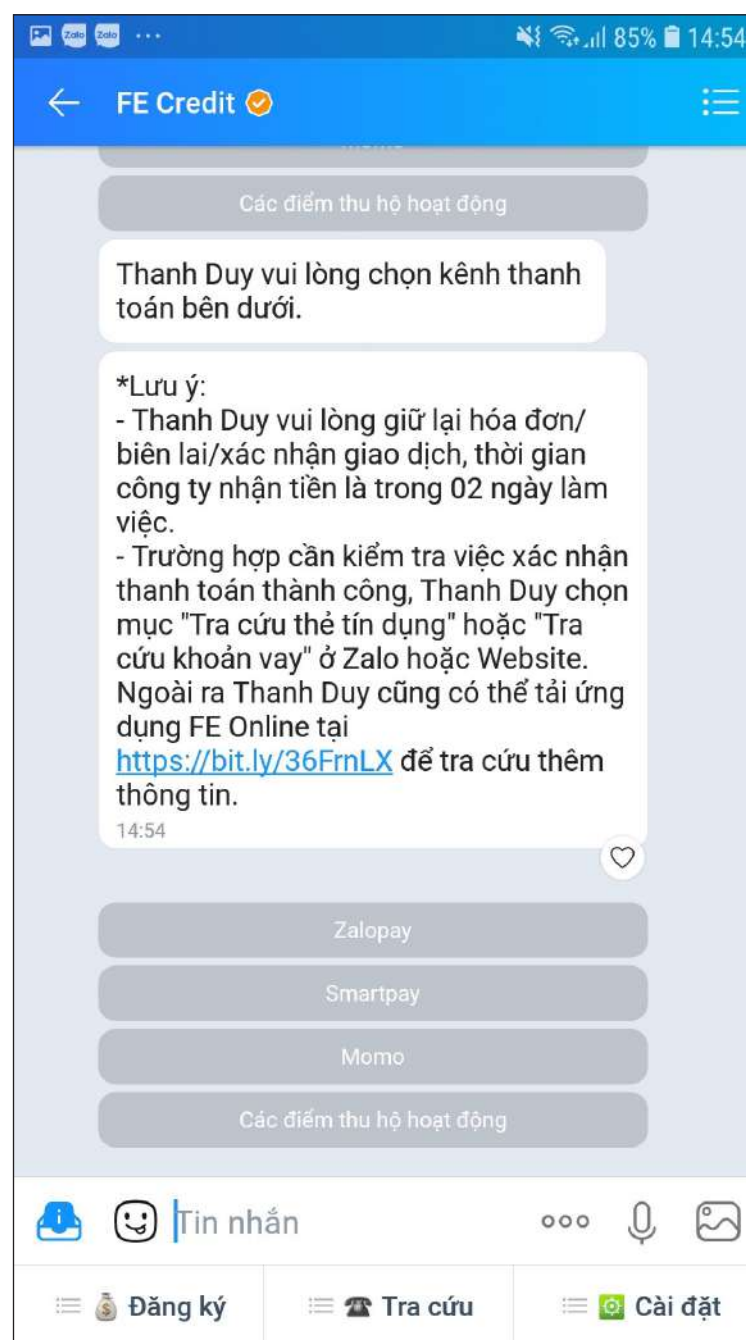 Zalo Zalo ... 85% 14:54
FE Credit
Các điểm thu hộ hoạt động
Thanh Duy vui lòng chọn kênh thanh
toán bên dưới.
*Lưu ý:
- Thanh Duy vui lòng giữ lại hóa đơn/
biên lai/xác nhận giao dịch, thời gian
công ty nhận tiền là trong 02 ngày làm
việc.
- Trường hợp cần kiểm tra việc xác nhận
thanh toán thành công, Thanh Duy chọn
mục "Tra cứu thẻ tín dụng" hoặc "Tra
cứu khoản vay" ở Zalo hoặc Website.
Ngoài ra Thanh Duy cũng có thể tải ứng
dụng FE Online tại
https://bit.ly/36FrnLX để tra cứu thêm
thông tin.
14:54
Zalopay
Smartpay
Momo
Các điểm thu hộ hoạt động
Tin nhắn
Đăng ký Tra cứu Cài đặt